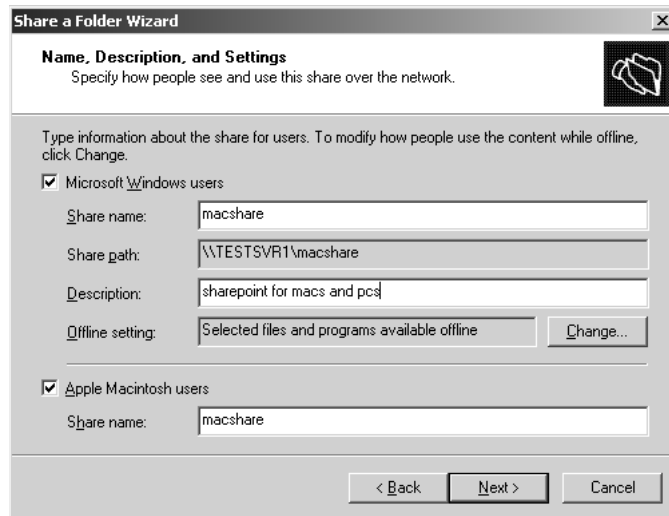 Share a Folder Wizard
Name, Description, and Settings
Specify how people see and use this share over the network.
Type information about the share for users. To modify how people use the content while offline,
click Change.
Microsoft Windows users
Share name: macshare
Share path: \\TESTSVR1\macshare
Description: sharepoint for macs and pcs
Offline setting: Selected files and programs available offline Change...
Apple Macintosh users
Share name: macshare
< Back Next > Cancel